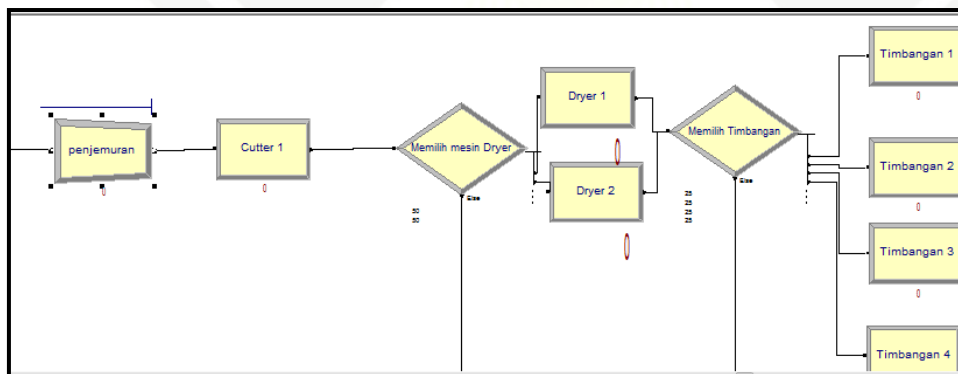 penjemuran
0
Cutter 1
0
Memilih mesin Dryer
Else
50
50
Dryer 1
0
Dryer 2
0
Memilih Timbangan
Else
25
25
25
25
Timbangan 1
0
Timbangan 2
0
Timbangan 3
0
Timbangan 4